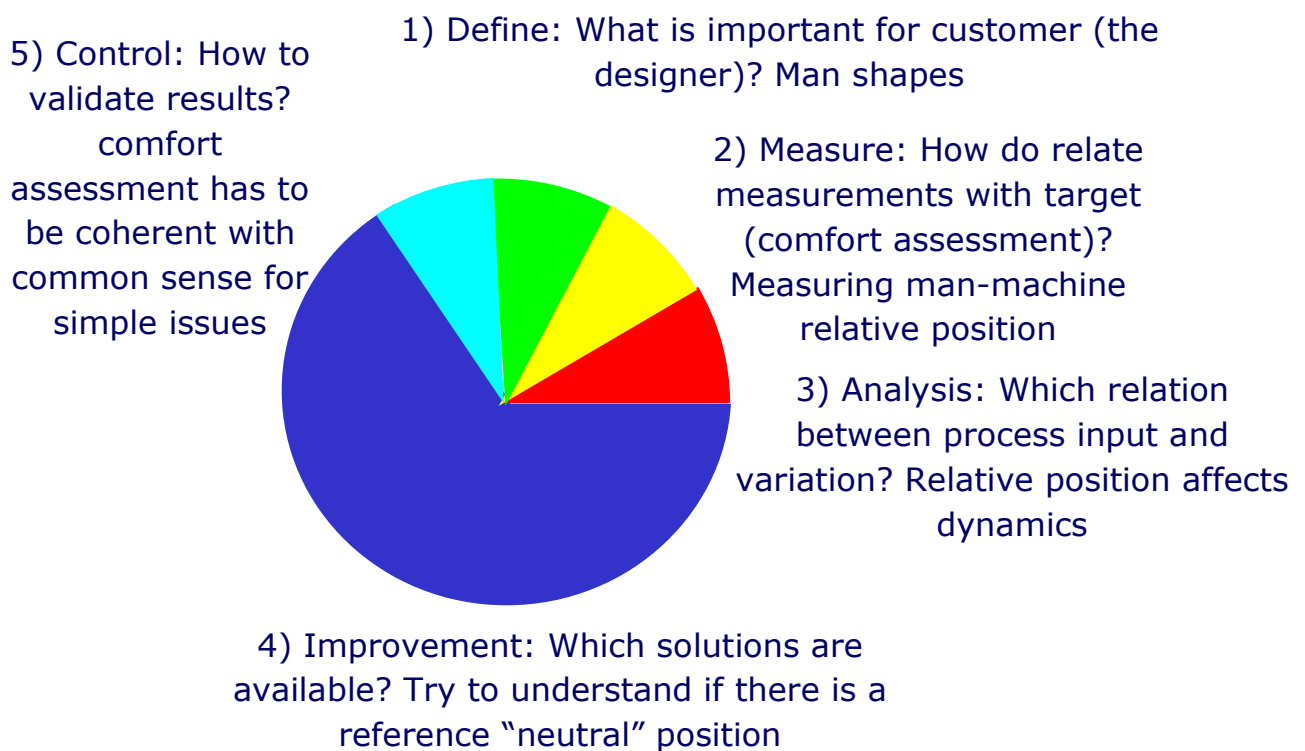 1) Define: What is important for customer (the
designer)? Man shapes
2) Measure: How do relate
measurements with target
(comfort assessment)?
Measuring man-machine
relative position
3) Analysis: Which relation
between process input and
variation? Relative position affects
dynamics
4) Improvement: Which solutions are
available? Try to understand if there is a
reference “neutral” position
5) Control: How to
validate results?
comfort
assessment has to
be coherent with
common sense for
simple issues